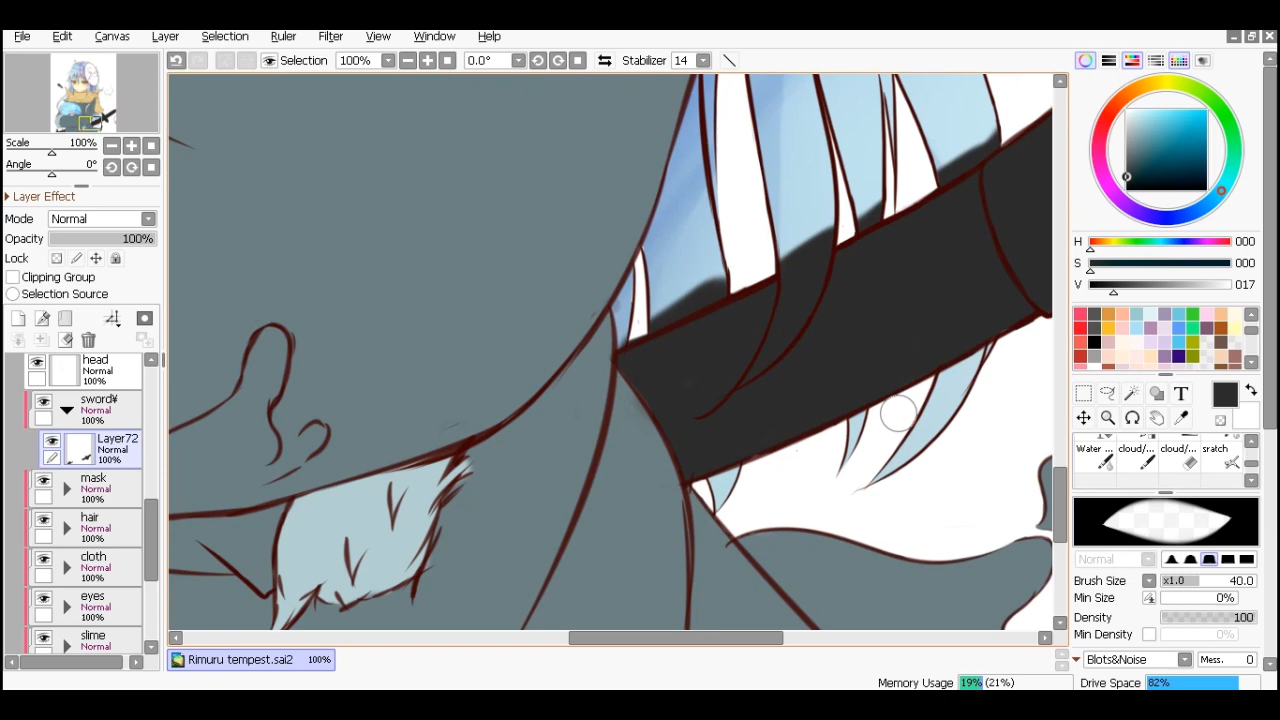 File Edit Canvas Layer Selection Ruler Filter View Window Help
Selection 100% 0.0° Stabilizer 14
Scale 100%
Angle 0°
Layer Effect
Mode Normal
Opacity 100%
Lock
Clipping Group
Selection Source
head
Normal
100%
sword¥
Normal
100%
Layer72
Normal
100%
mask
Normal
100%
hair
Normal
100%
cloth
Normal
100%
eyes
Normal
100%
slime
Normal
H 000
S 000
V 017
T
Water ... cloud/... cloud/... sratch
Normal
Brush Size x1.0 40.0
Min Size 0%
Density 100
Min Density 0%
Blots&Noise Mess. 0
Rimuru tempest.sai2 100%
Memory Usage 19% (21%) Drive Space 82%